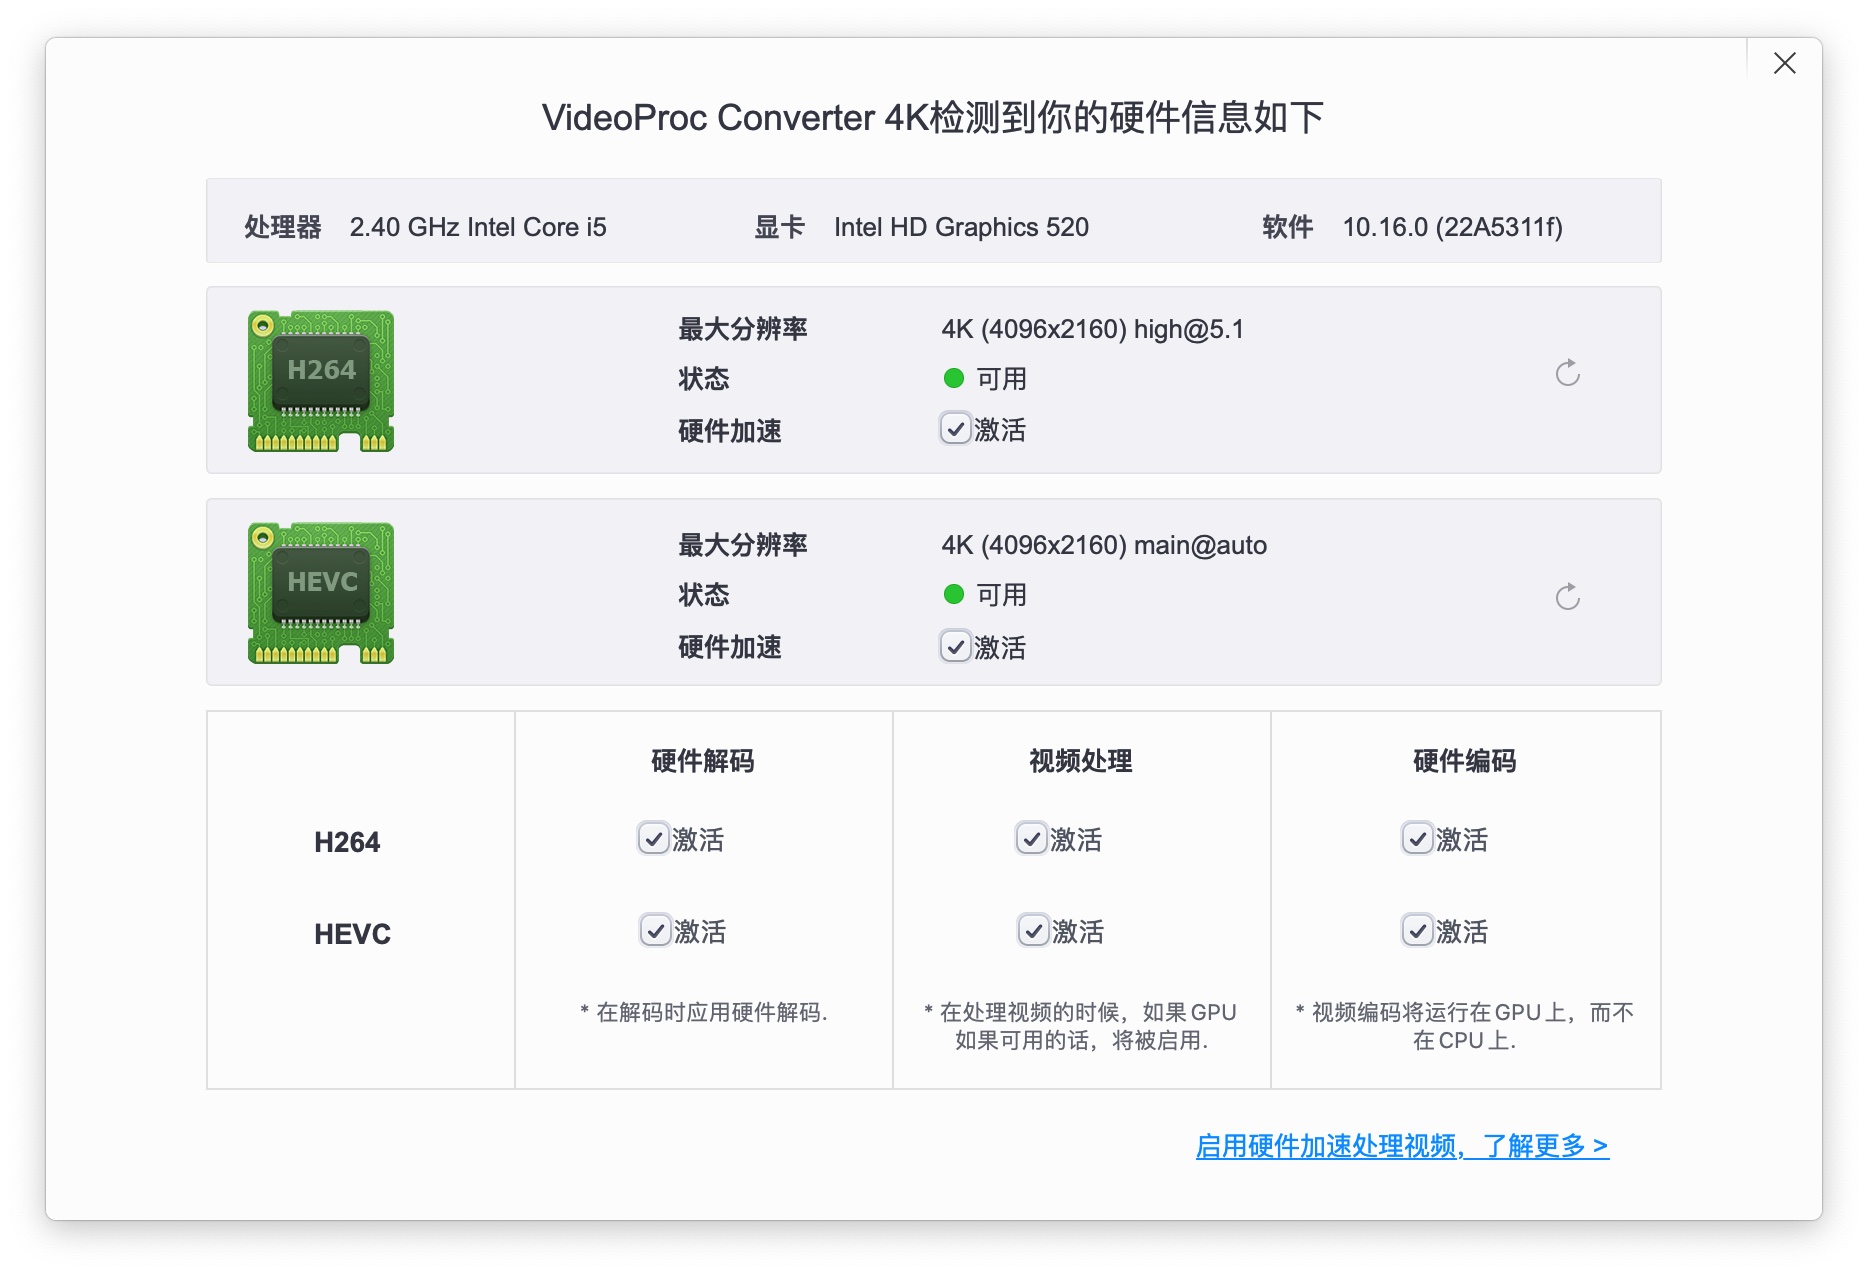 VideoProc Converter 4K检测到你的硬件信息如下
处理器 2.40 GHz Intel Core i5 显卡 Intel HD Graphics 520 软件 10.16.0 (22A5311f)
H264
最大分辨率 4K (4096x2160) high@5.1
状态 可用
硬件加速 激活
HEVC
最大分辨率 4K (4096x2160) main@auto
状态 可用
硬件加速 激活
硬件解码 视频处理 硬件编码
H264 激活 激活 激活
HEVC 激活 激活 激活
* 在解码时应用硬件解码.
* 在处理视频的时候，如果GPU
如果可用的话，将被启用.
* 视频编码将运行在GPU上，而不
在CPU上.
启用硬件加速处理视频，了解更多 >